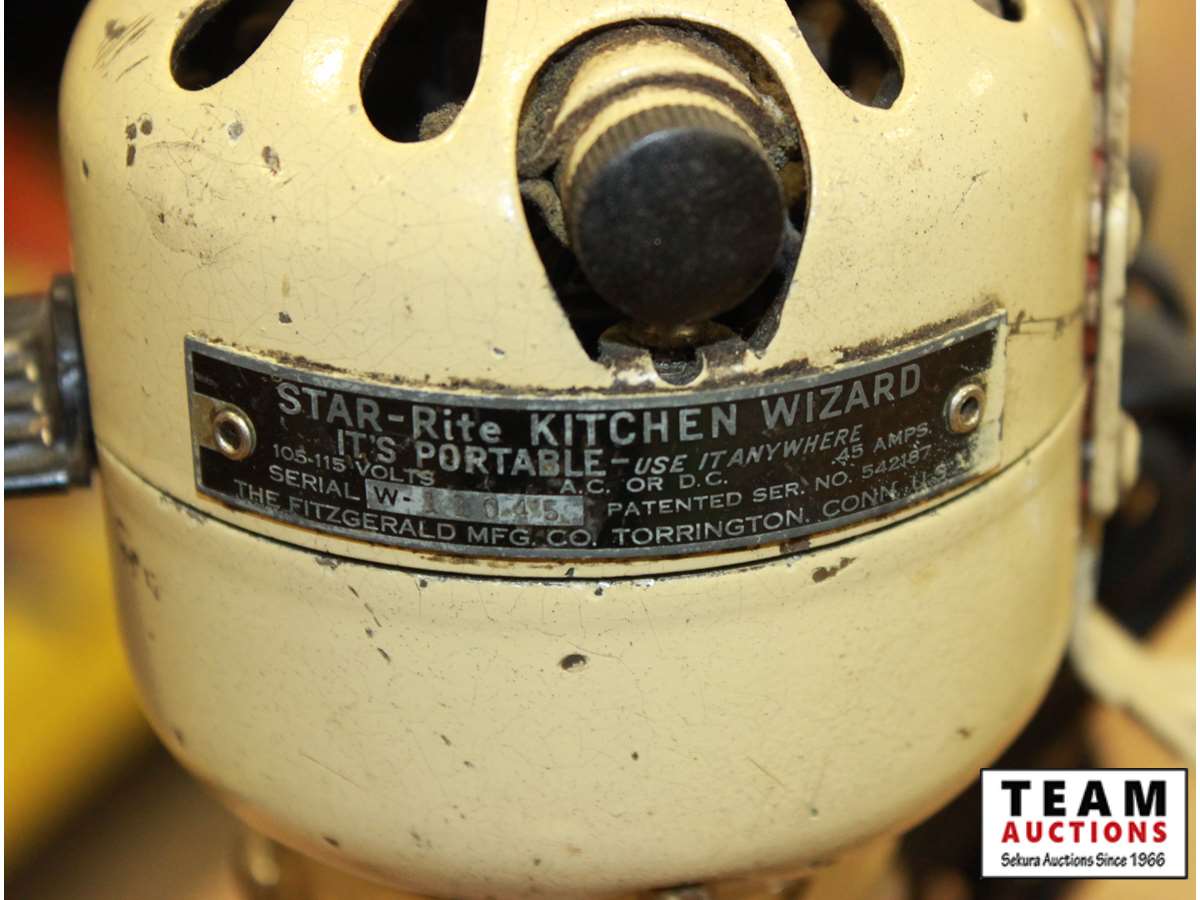 STAR-Rite KITCHEN WIZARD
IT'S PORTABLE-USE IT ANYWHERE
105-115 VOLTS A.C. OR D.C. .45 AMPS.
SERIAL W- 045 PATENTED SER. NO. 542187
THE FITZGERALD MFG. CO. TORRINGTON, CONN. U.S.
TEAM
AUCTIONS
Sekura Auctions Since 1966